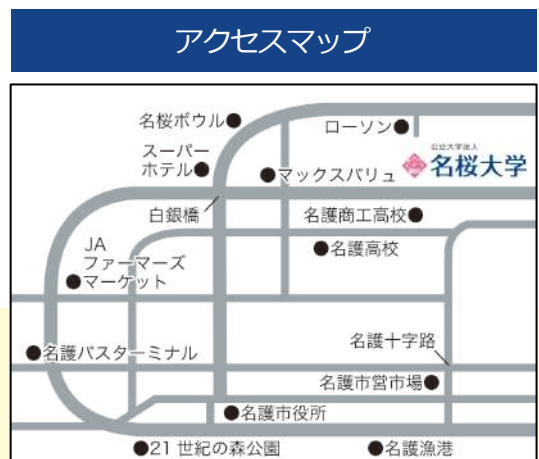 アクセスマップ
名桜ボウル●
ローソン●
スーパー
ホテル●
●マックスバリュ
公立大学法人
名桜大学
白銀橋
名護商工高校●
●名護高校
JA
ファーマーズ
●マーケット
●名護バスターミナル
名護十字路
名護市営市場●
●名護市役所
●21 世紀の森公園
●名護漁港